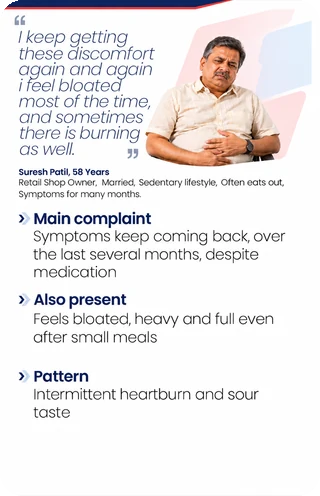 “
I keep getting
these discomfort
again and again
i feel bloated
most of the time,
and sometimes
there is burning
as well.
”
Suresh Patil, 58 Years
Retail Shop Owner, Married, Sedentary lifestyle, Often eats out,
Symptoms for many months.
Main complaint
Symptoms keep coming back, over
the last several months, despite
medication
Also present
Feels bloated, heavy and full even
after small meals
Pattern
Intermittent heartburn and sour
taste